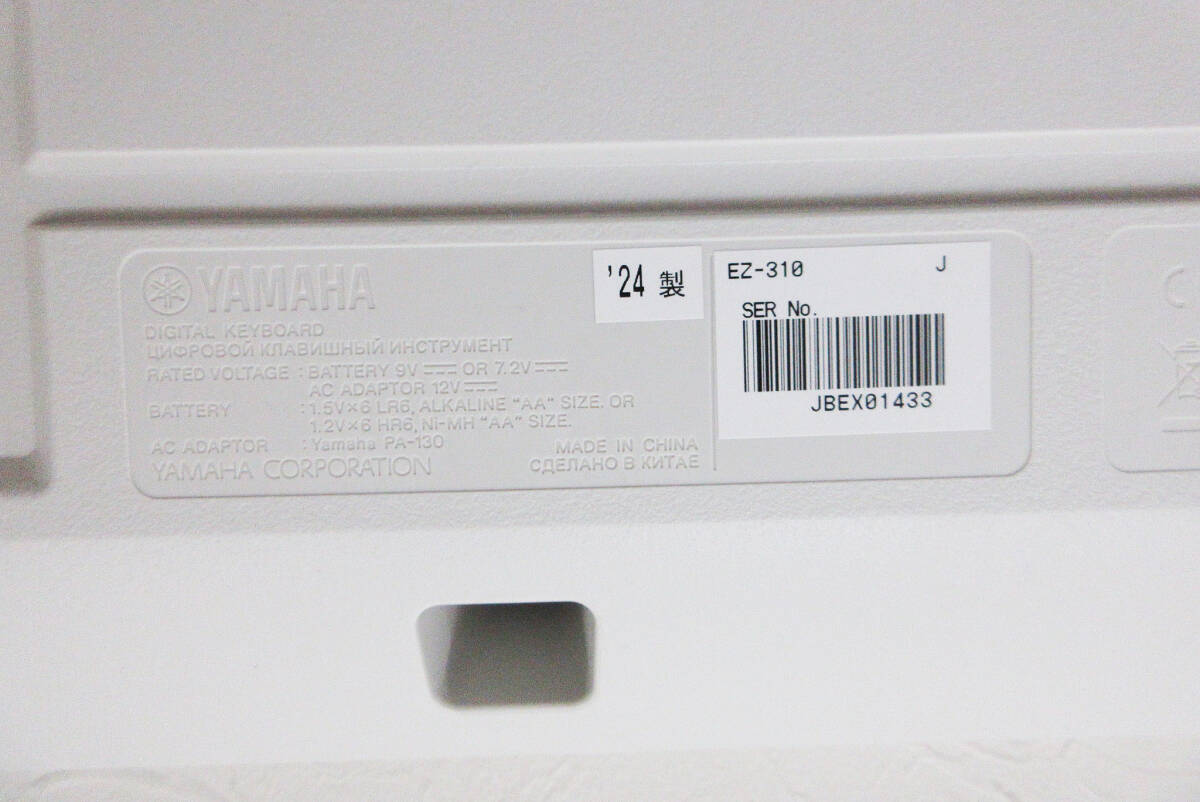 YAMAHA
DIGITAL KEYBOARD
ЦИФРОВОЙ КЛАВИШНЫЙ ИНСТРУМЕНТ
RATED VOLTAGE : BATTERY 9V ⎓ OR 7.2V ⎓
AC ADAPTOR 12V ⎓
BATTERY : 1.5V×6 LR6, ALKALINE "AA" SIZE. OR
1.2V×6 HR6, NI-MH "AA" SIZE.
AC ADAPTOR : Yamaha PA-130
YAMAHA CORPORATION
MADE IN CHINA
СДЕЛАНО В КИТАЕ
'24 製
EZ-310 J
SER No.
JBEX01433